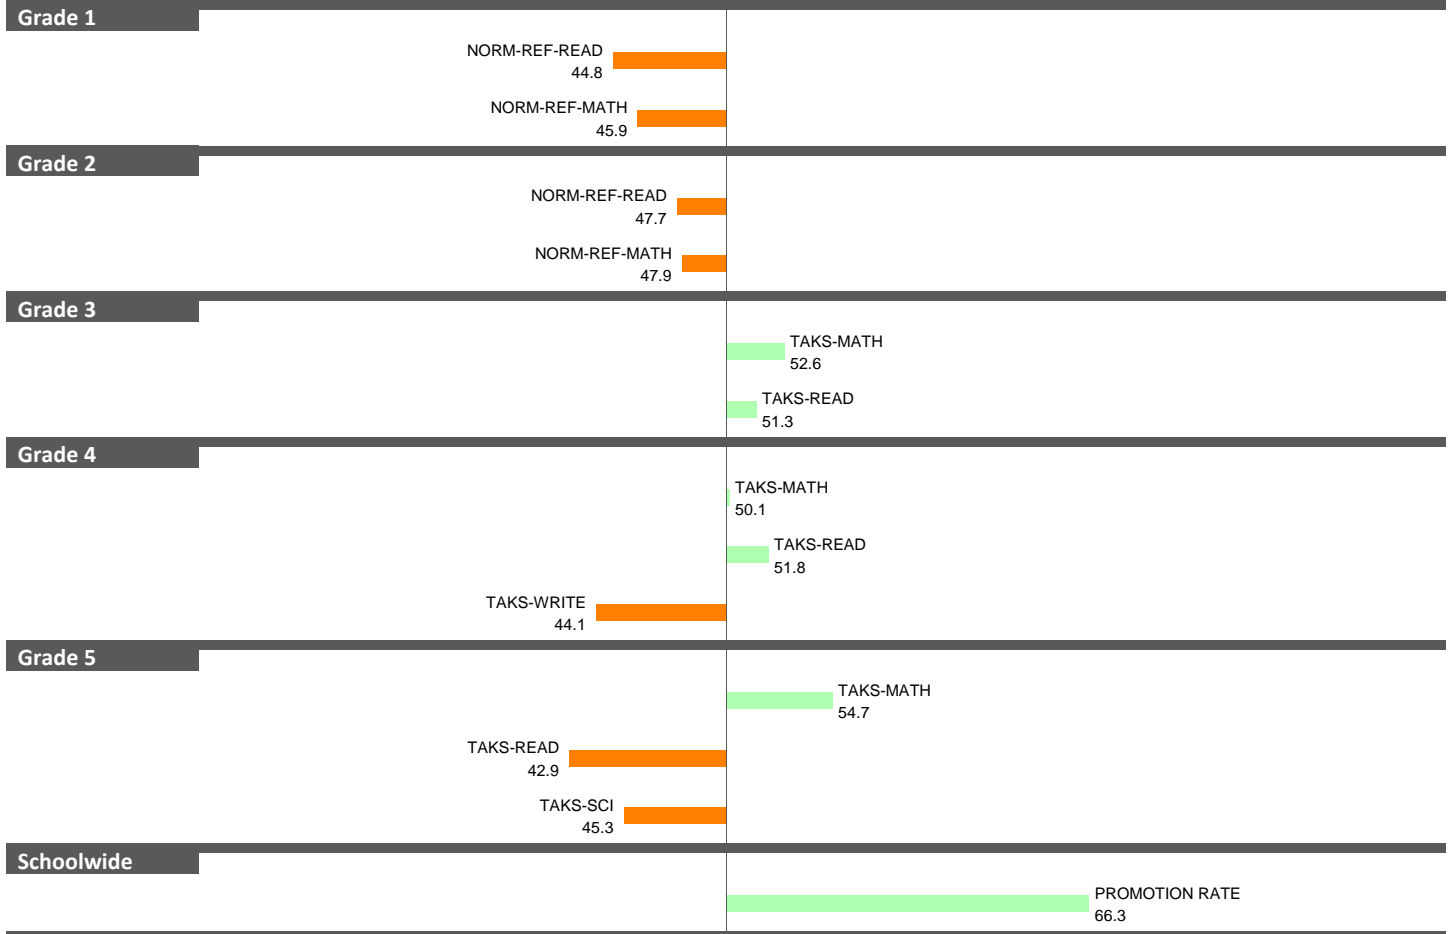 Grade 1
NORM-REF-READ
44.8
NORM-REF-MATH
45.9
Grade 2
NORM-REF-READ
47.7
NORM-REF-MATH
47.9
Grade 3
TAKS-MATH
52.6
TAKS-READ
51.3
Grade 4
TAKS-MATH
50.1
TAKS-READ
51.8
TAKS-WRITE
44.1
Grade 5
TAKS-MATH
54.7
TAKS-READ
42.9
TAKS-SCI
45.3
Schoolwide
PROMOTION RATE
66.3